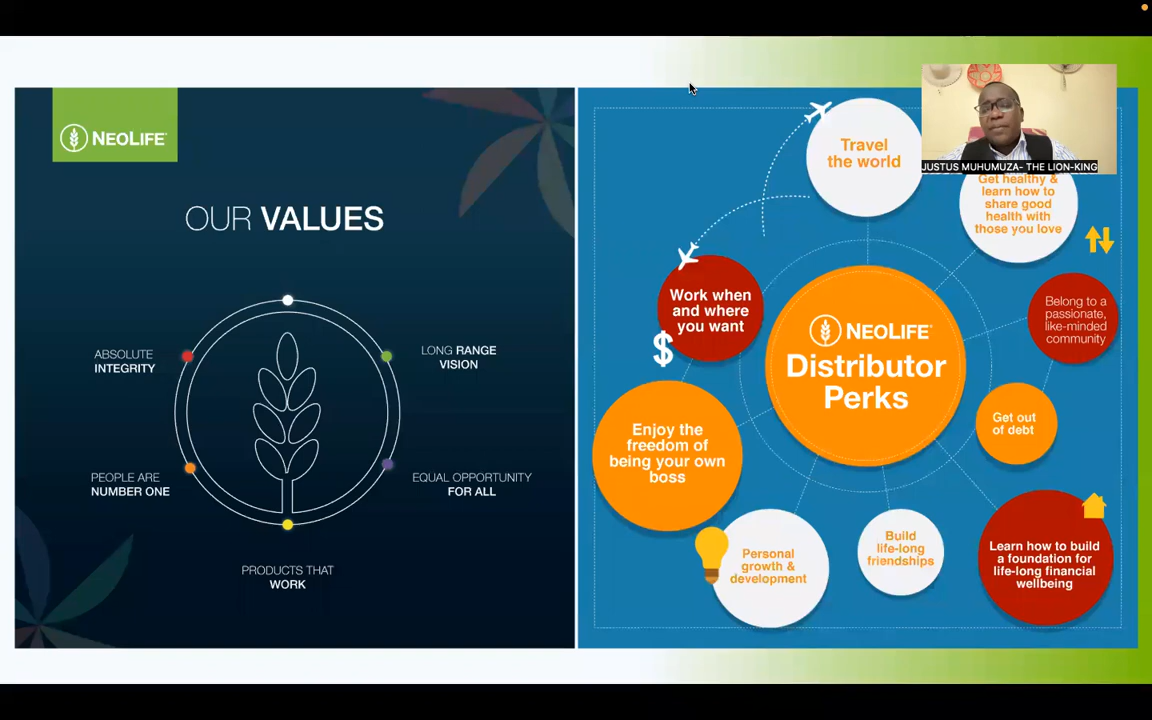 NEOLIFE
OUR VALUES
ABSOLUTE
INTEGRITY
LONG RANGE
VISION
PEOPLE ARE
NUMBER ONE
EQUAL OPPORTUNITY
FOR ALL
PRODUCTS THAT
WORK
Travel
the world
JUSTUS MUHUMUZA- THE LION-KING
Get healthy &
learn how to
share good
health with
those you love
Work when
and where
you want
$
Belong to a
passionate,
like-minded
community
NEOLIFE
Distributor
Perks
Get out
of debt
Enjoy the
freedom of
being your own
boss
Personal
growth &
development
Build
life-long
friendships
Learn how to build
a foundation for
life-long financial
wellbeing